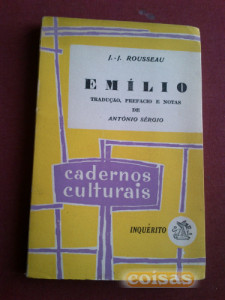 J.-J. ROUSSEAU
EMÍLIO
TRADUÇÃO, PREFÁCIO E NOTAS
DE
ANTÓNIO SÉRGIO
cadernos
culturais
INQUÉRITO
coisas